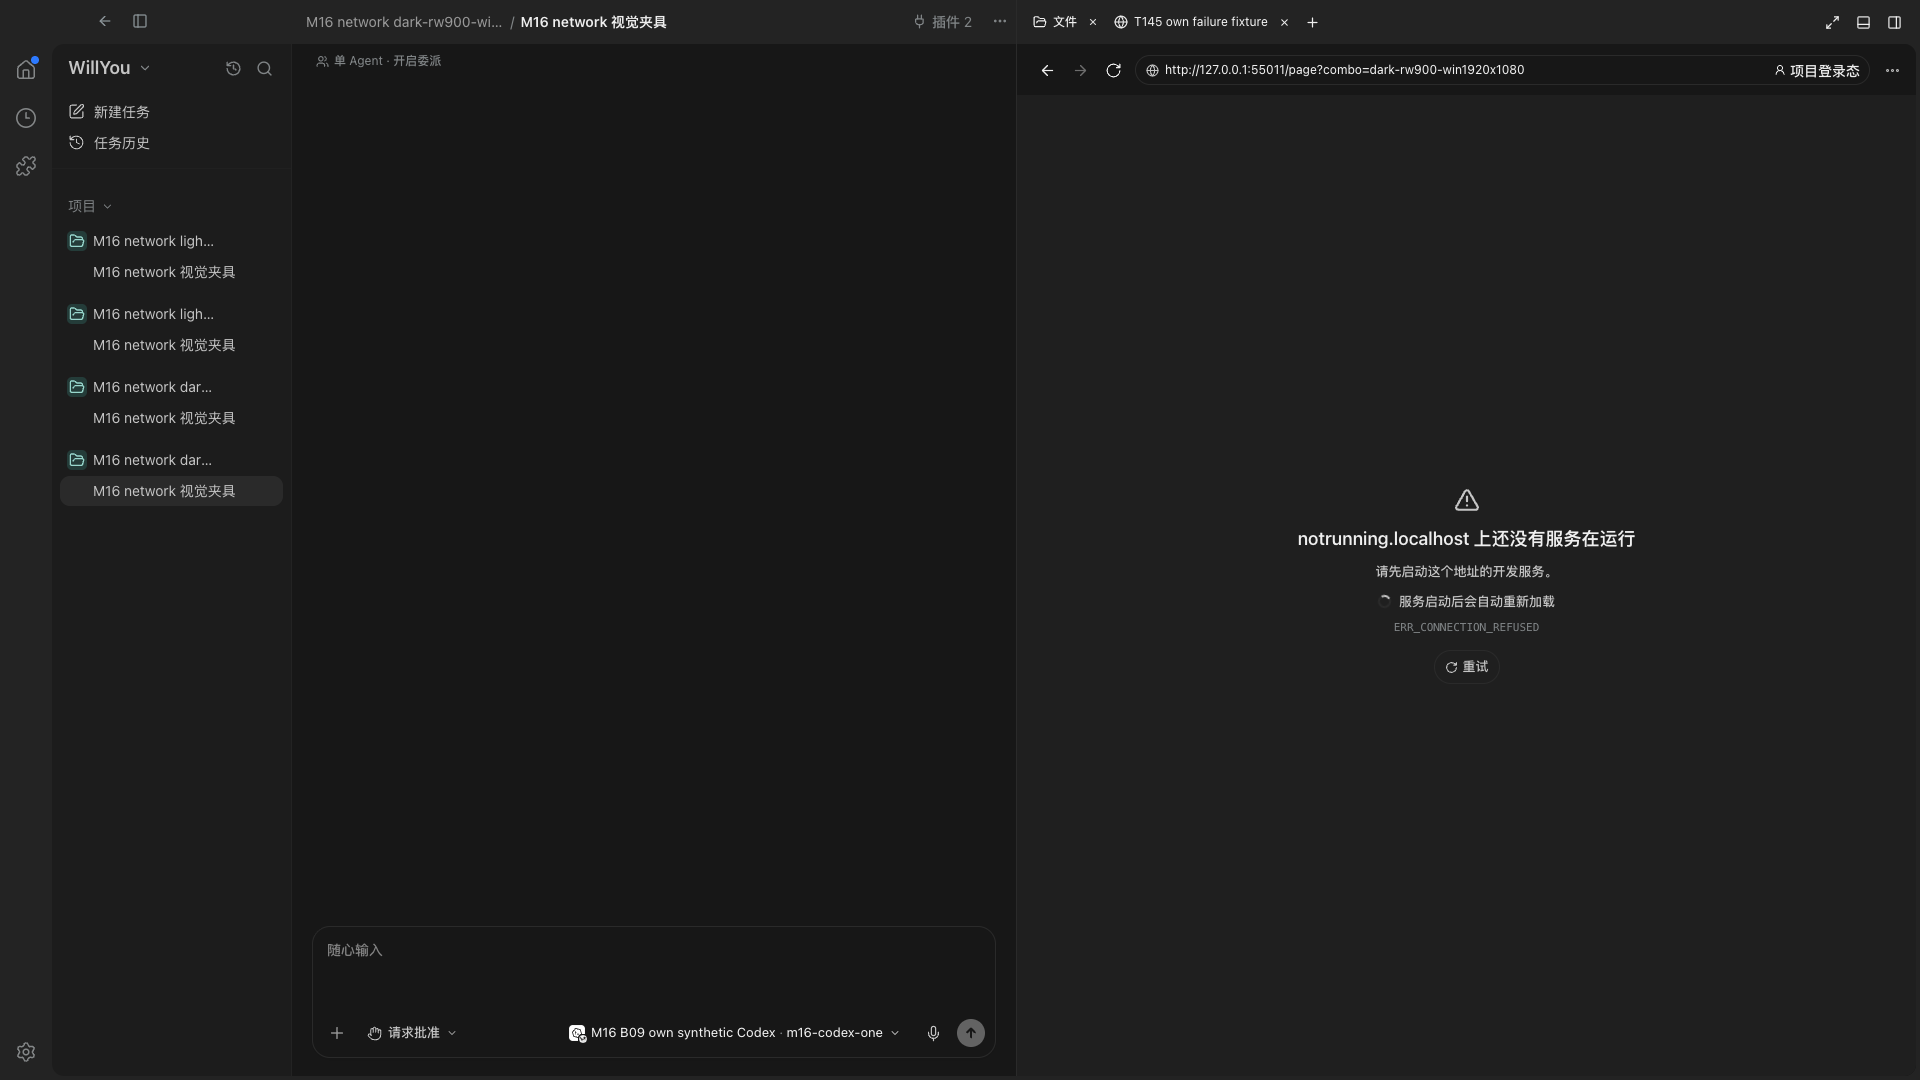 M16 network dark-rw900-wi... / M16 network 视觉夹具
插件 2
文件
T145 own failure fixture
WillYou
单 Agent · 开启委派
http://127.0.0.1:55011/page?combo=dark-rw900-win1920x1080
项目登录态
新建任务
任务历史
项目
M16 network ligh...
M16 network 视觉夹具
M16 network ligh...
M16 network 视觉夹具
M16 network dar...
M16 network 视觉夹具
M16 network dar...
M16 network 视觉夹具
notrunning.localhost 上还没有服务在运行
请先启动这个地址的开发服务。
服务启动后会自动重新加载
ERR_CONNECTION_REFUSED
重试
随心输入
请求批准
M16 B09 own synthetic Codex · m16-codex-one